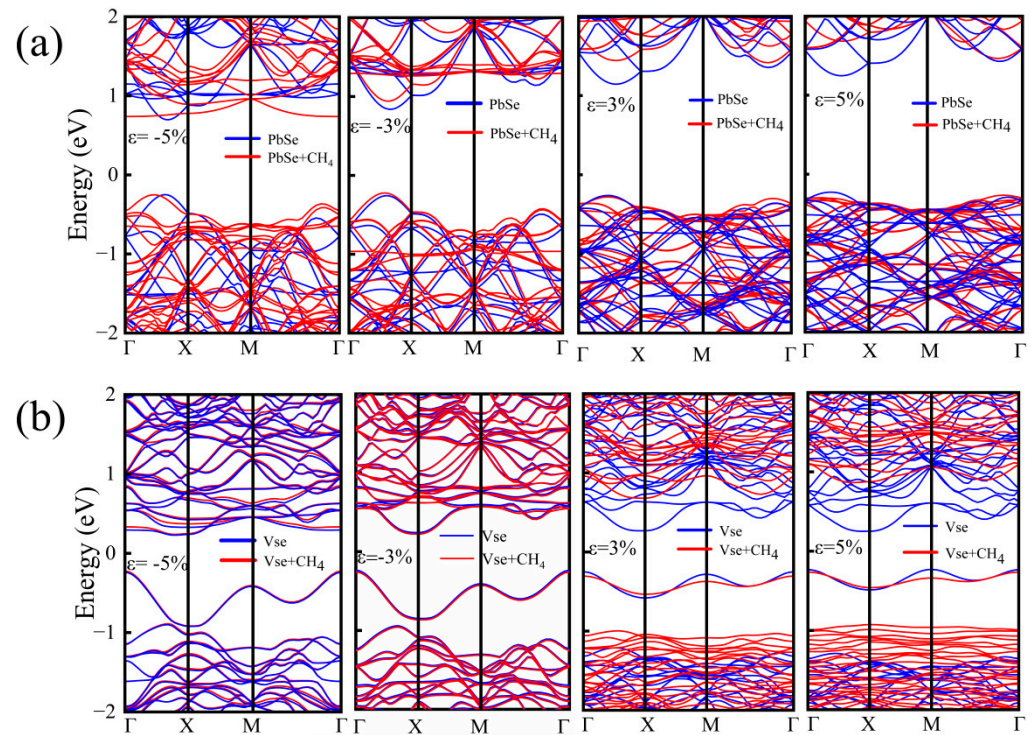 (a)
Energy (eV)
2
1
0
−1
−2
ε= -5%
PbSe
PbSe+CH₄
Γ X M Γ
ε= -3%
PbSe
PbSe+CH₄
Γ X M Γ
ε=3%
PbSe
PbSe+CH₄
Γ X M Γ
ε=5%
PbSe
PbSe+CH₄
Γ X M Γ
(b)
Energy (eV)
2
1
0
−1
−2
ε= -5%
Vse
Vse+CH₄
Γ X M Γ
ε=-3%
Vse
Vse+CH₄
Γ X M Γ
ε=3%
Vse
Vse+CH₄
Γ X M Γ
ε=5%
Vse
Vse+CH₄
Γ X M Γ